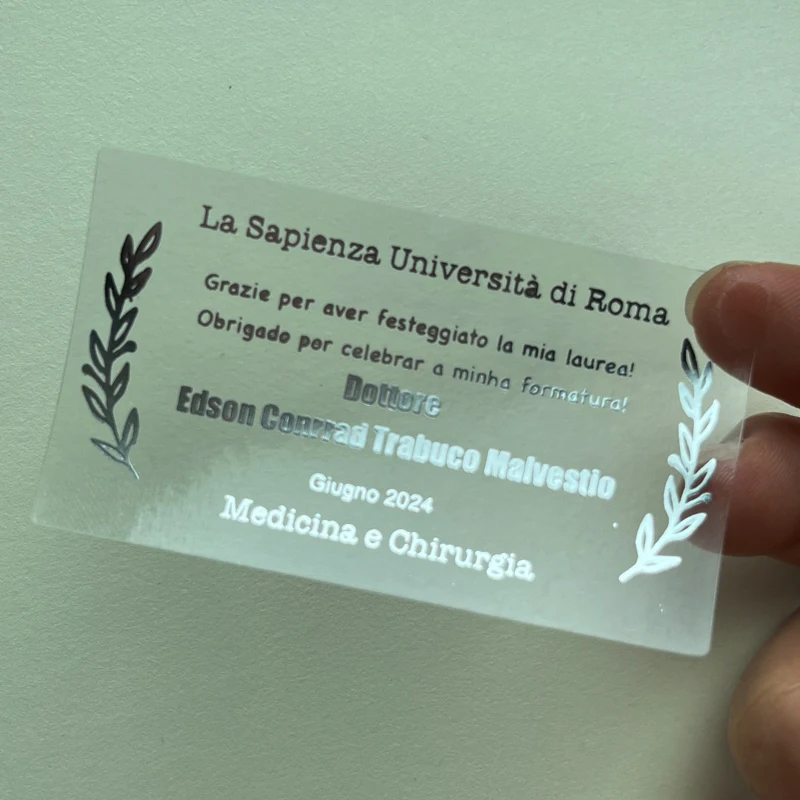 La Sapienza Università di Roma
Grazie per aver festeggiato la mia laurea!
Obrigado por celebrar a minha formatura!
Dottore
Edson Conrrad Trabuco Malvestio
Giugno 2024
Medicina e Chirurgia